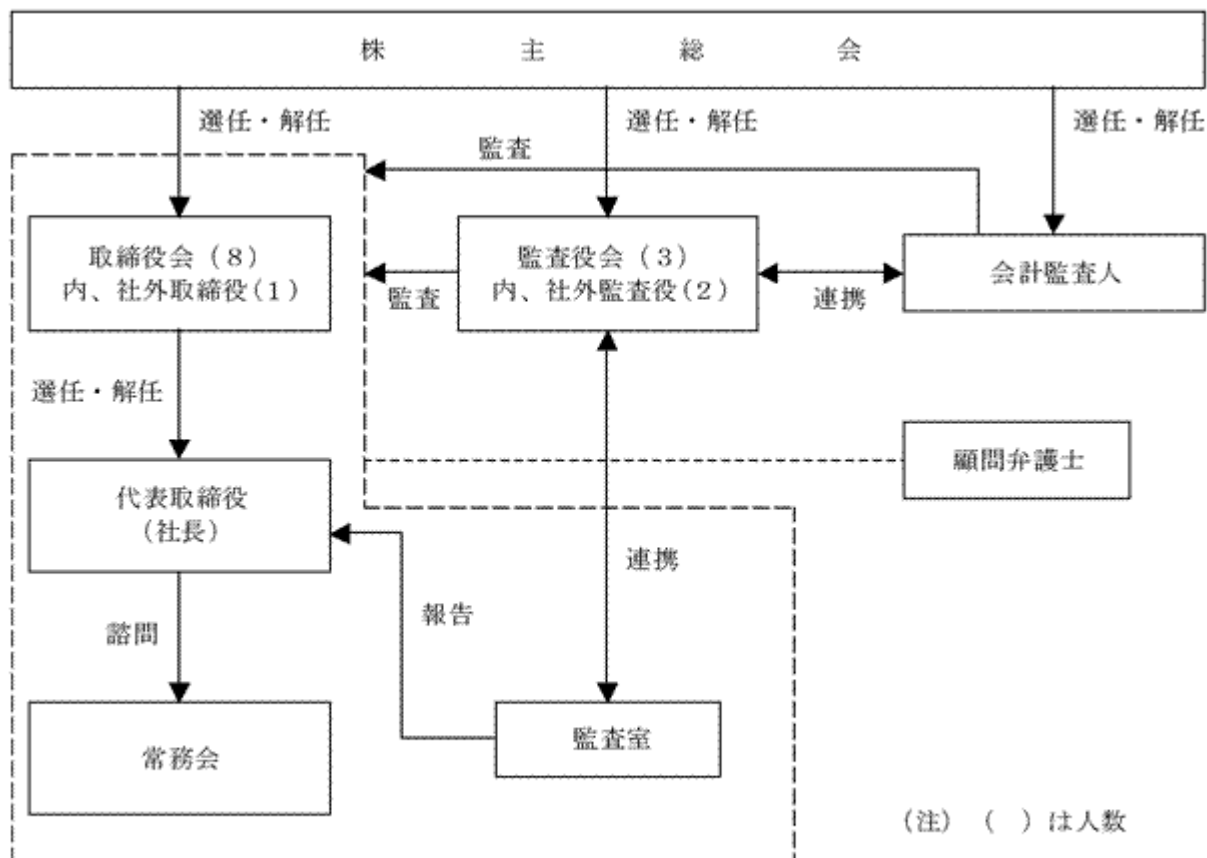 株主総会
選任・解任
選任・解任
選任・解任
監査
取締役会(8)
内、社外取締役(1)
監査
監査役会(3)
内、社外監査役(2)
連携
会計監査人
選任・解任
顧問弁護士
代表取締役
(社長)
連携
報告
諮問
常務会
監査室
(注) ( )は人数